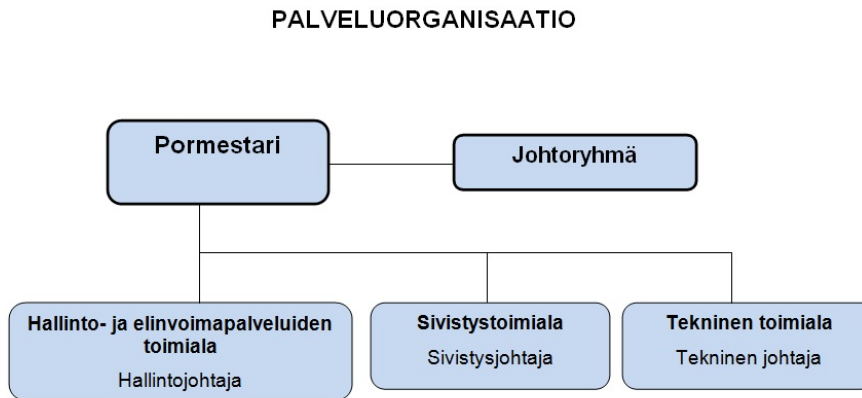 PALVELUORGANISAATIO
Pormestari
Johtoryhmä
Hallinto- ja elinvoimapalveluiden
toimiala
Hallintojohtaja
Sivistystoimiala
Sivistysjohtaja
Tekninen toimiala
Tekninen johtaja